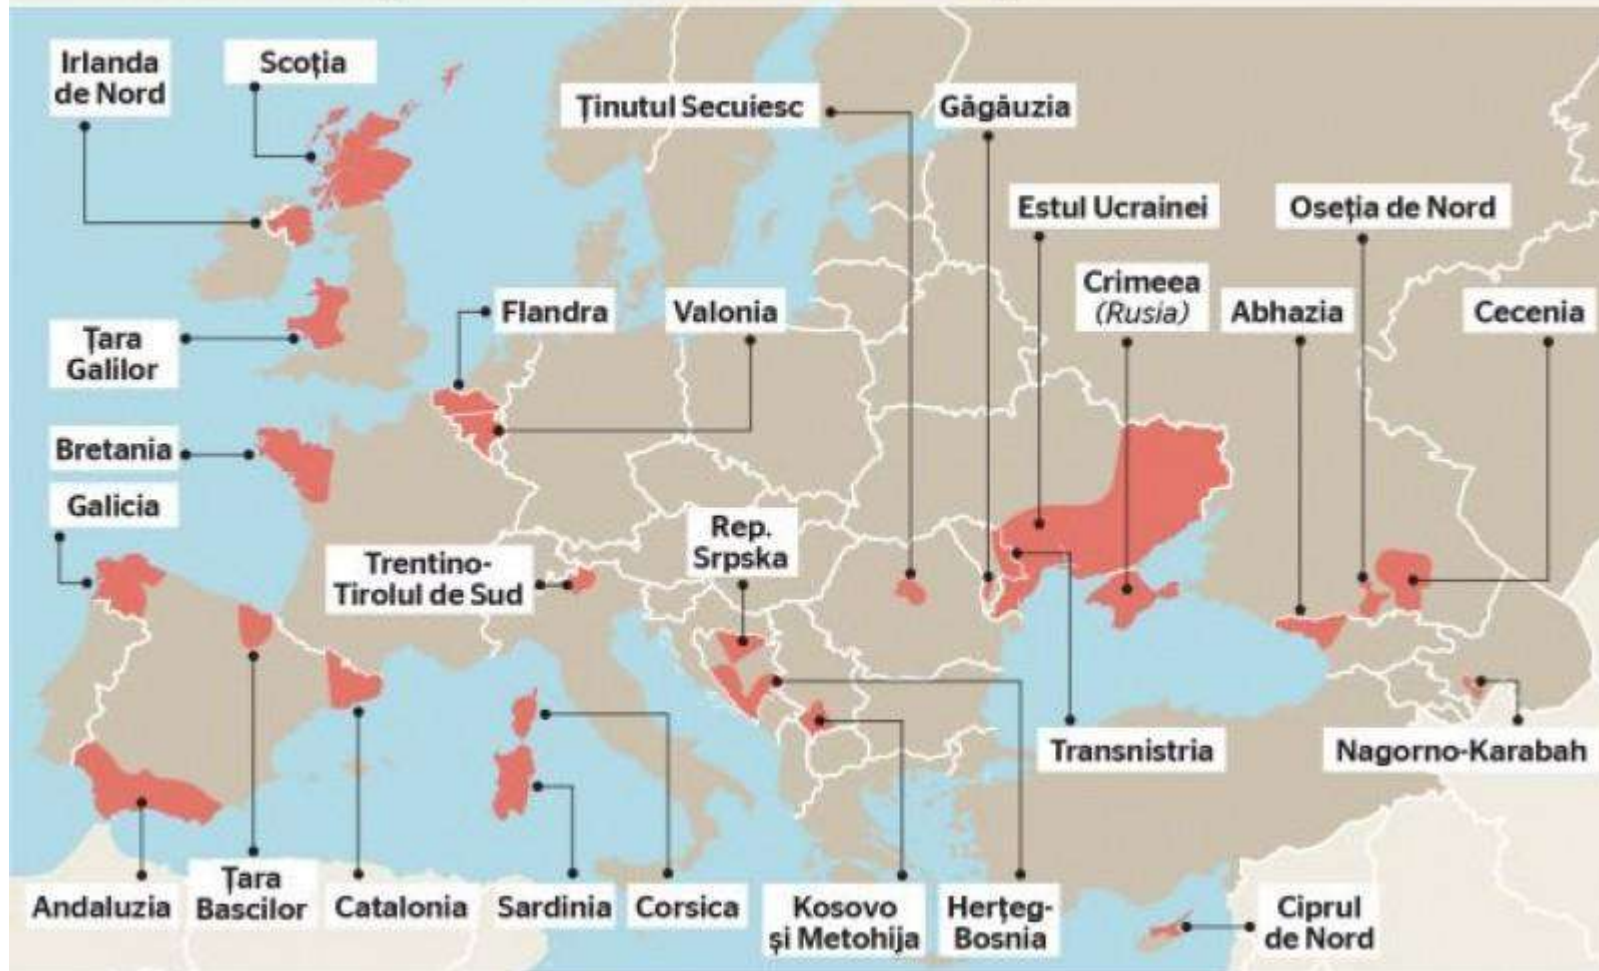 Irlanda
de Nord
Scoția
Ținutul Secuiesc
Găgăuzia
Estul Ucrainei
Oseția de Nord
Crimeea
(Rusia)
Abhazia
Cecenia
Flandra
Valonia
Țara
Galilor
Bretania
Galicia
Rep.
Srpska
Trentino-
Tirolul de Sud
Transnistria
Nagorno-Karabah
Andaluzia
Țara
Bascilor
Catalonia
Sardinia
Corsica
Kosovo
și Metohija
Herțeg-
Bosnia
Ciprul
de Nord